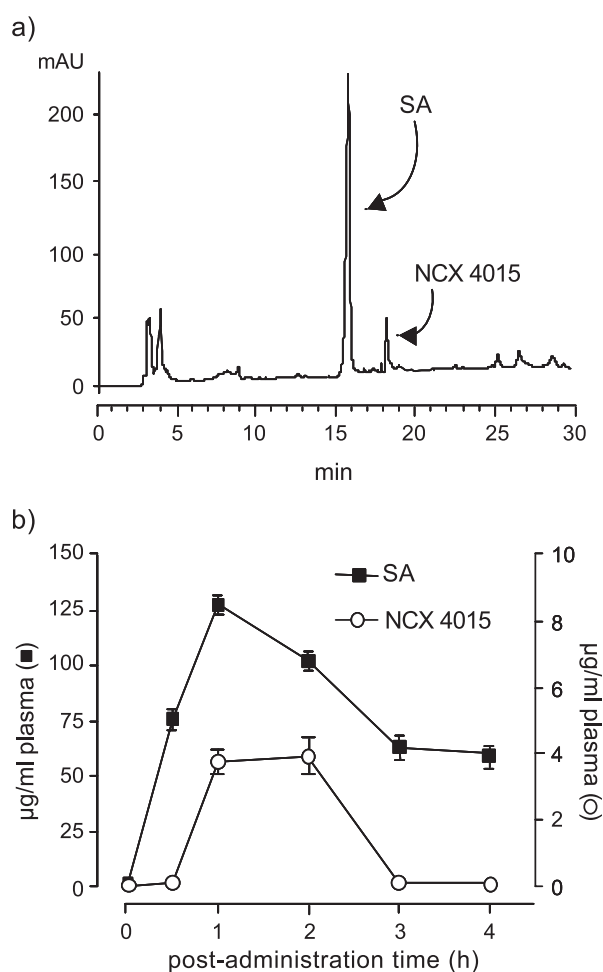 a)
mAU
200
150
100
50
0
SA
NCX 4015
0 5 10 15 20 25 30
min
b)
150
125
100
75
50
25
0
µg/ml plasma (■)
SA
NCX 4015
10
8
6
4
2
0
µg/ml plasma (○)
0 1 2 3 4
post-administration time (h)